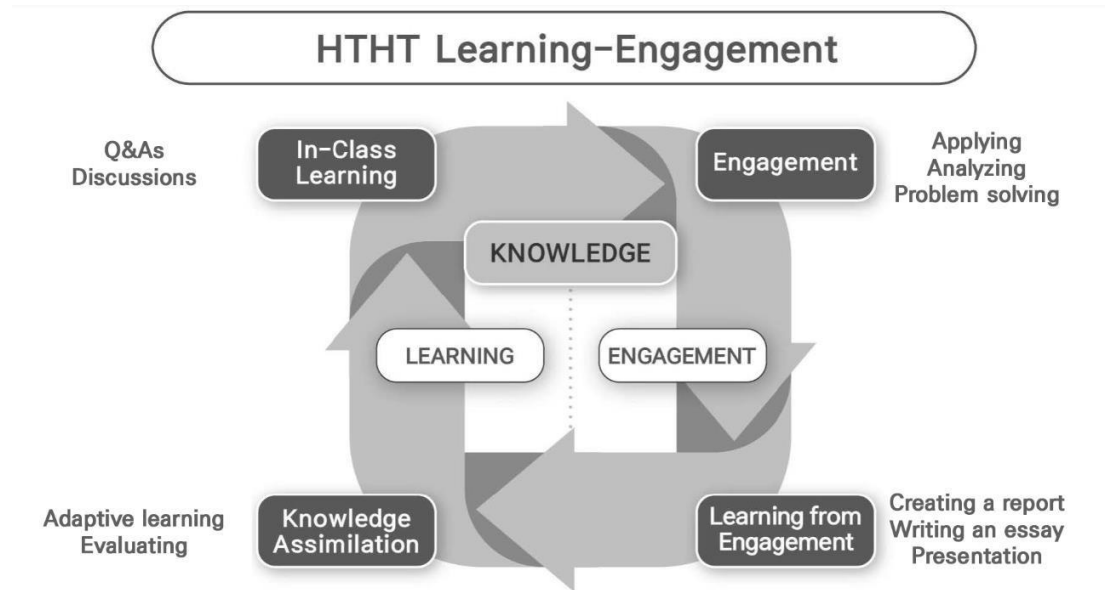 HTHT Learning-Engagement
Q&As
Discussions
In-Class
Learning
Engagement
Applying
Analyzing
Problem solving
KNOWLEDGE
LEARNING
ENGAGEMENT
Adaptive learning
Evaluating
Knowledge
Assimilation
Learning from
Engagement
Creating a report
Writing an essay
Presentation